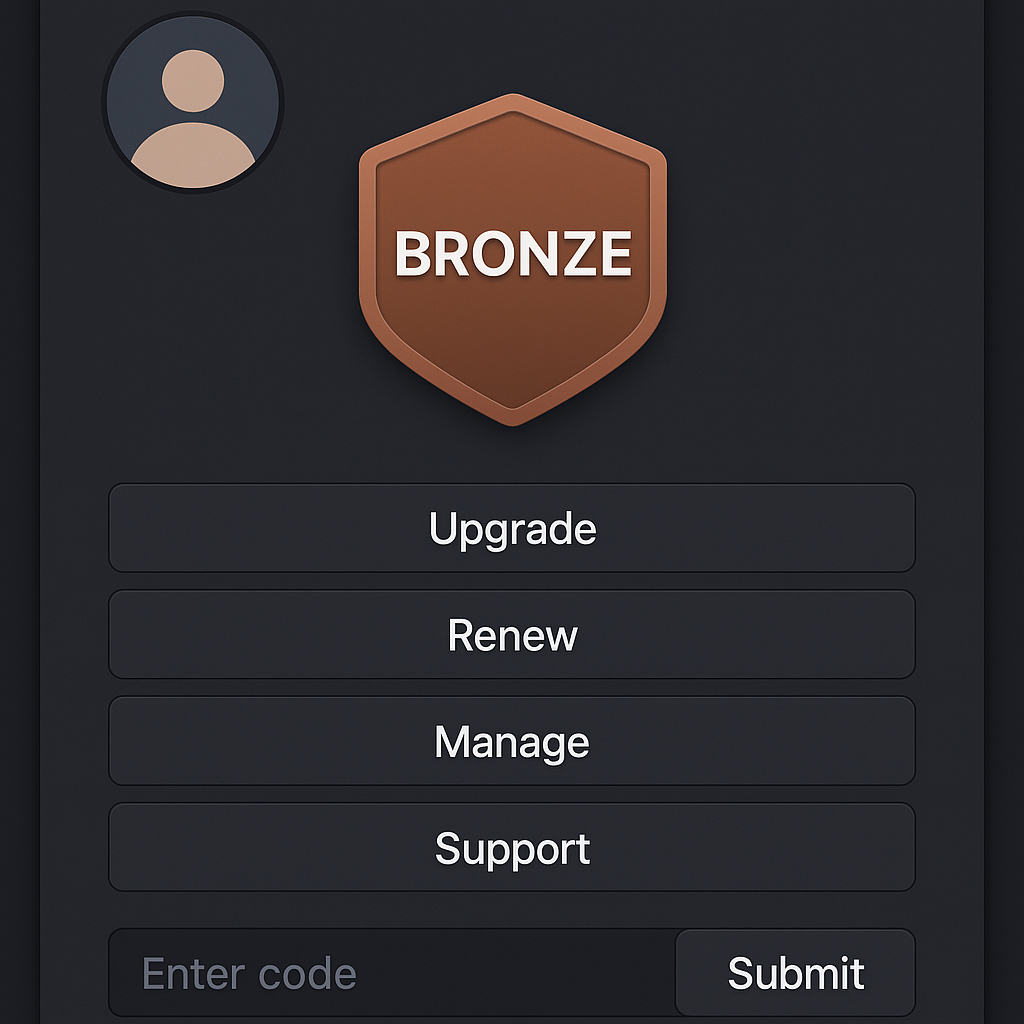 BRONZE
Upgrade
Renew
Manage
Support
Enter code
Submit